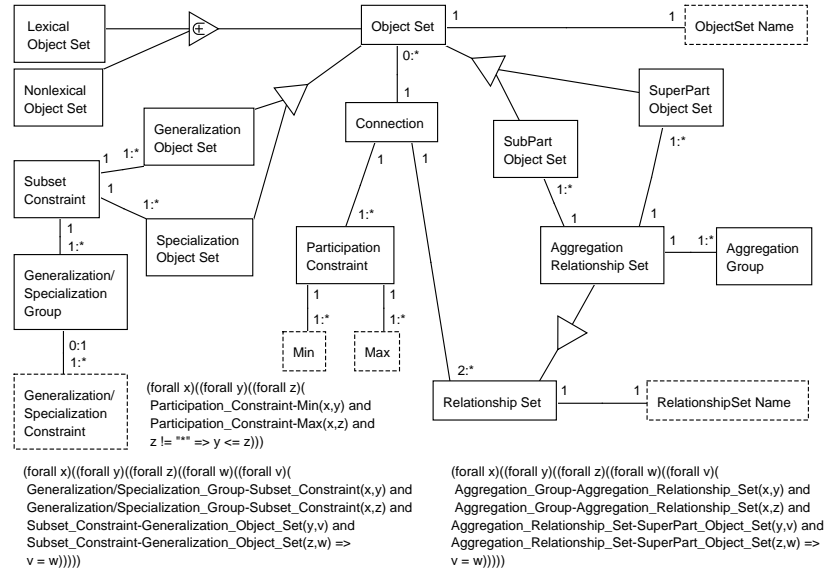 Lexical
Object Set
Object Set
1
1
ObjectSet Name
Nonlexical
Object Set
0:*
SuperPart
Object Set
Generalization
Object Set
1
Connection
SubPart
Object Set
1
1:*
1
1
1:*
Subset
Constraint
1
1:*
1:*
1:*
1
1
1
1:*
Specialization
Object Set
Participation
Constraint
Aggregation
Relationship Set
1
1:*
Aggregation
Group
Generalization/
Specialization
Group
1
1
1:*
1:*
0:1
1:*
Min
Max
Generalization/
Specialization
Constraint
2:*
Relationship Set
1
1
RelationshipSet Name
(forall x)((forall y)((forall z)(
Participation_Constraint-Min(x,y) and
Participation_Constraint-Max(x,z) and
z != "*" => y <= z)))
(forall x)((forall y)((forall z)((forall w)((forall v)(
Generalization/Specialization_Group-Subset_Constraint(x,y) and
Generalization/Specialization_Group-Subset_Constraint(x,z) and
Subset_Constraint-Generalization_Object_Set(y,v) and
Subset_Constraint-Generalization_Object_Set(z,w) =>
v = w)))))
(forall x)((forall y)((forall z)((forall w)((forall v)(
Aggregation_Group-Aggregation_Relationship_Set(x,y) and
Aggregation_Group-Aggregation_Relationship_Set(x,z) and
Aggregation_Relationship_Set-SuperPart_Object_Set(y,v) and
Aggregation_Relationship_Set-SuperPart_Object_Set(z,w) =>
v = w)))))